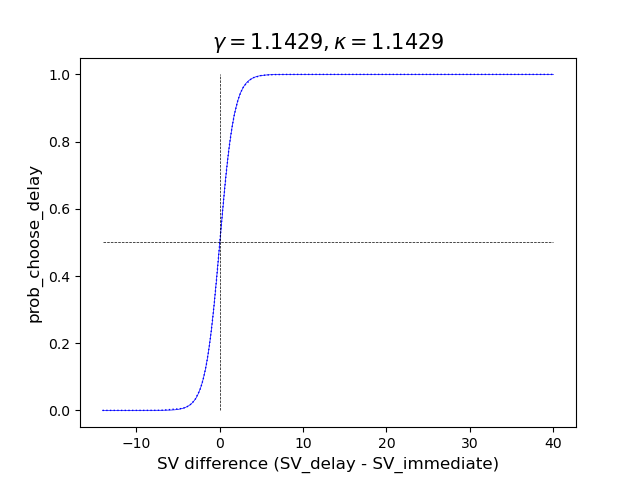 γ = 1.1429, κ = 1.1429
1.0
0.8
0.6
0.4
0.2
0.0
prob_choose_delay
−10 0 10 20 30 40
SV difference (SV_delay - SV_immediate)